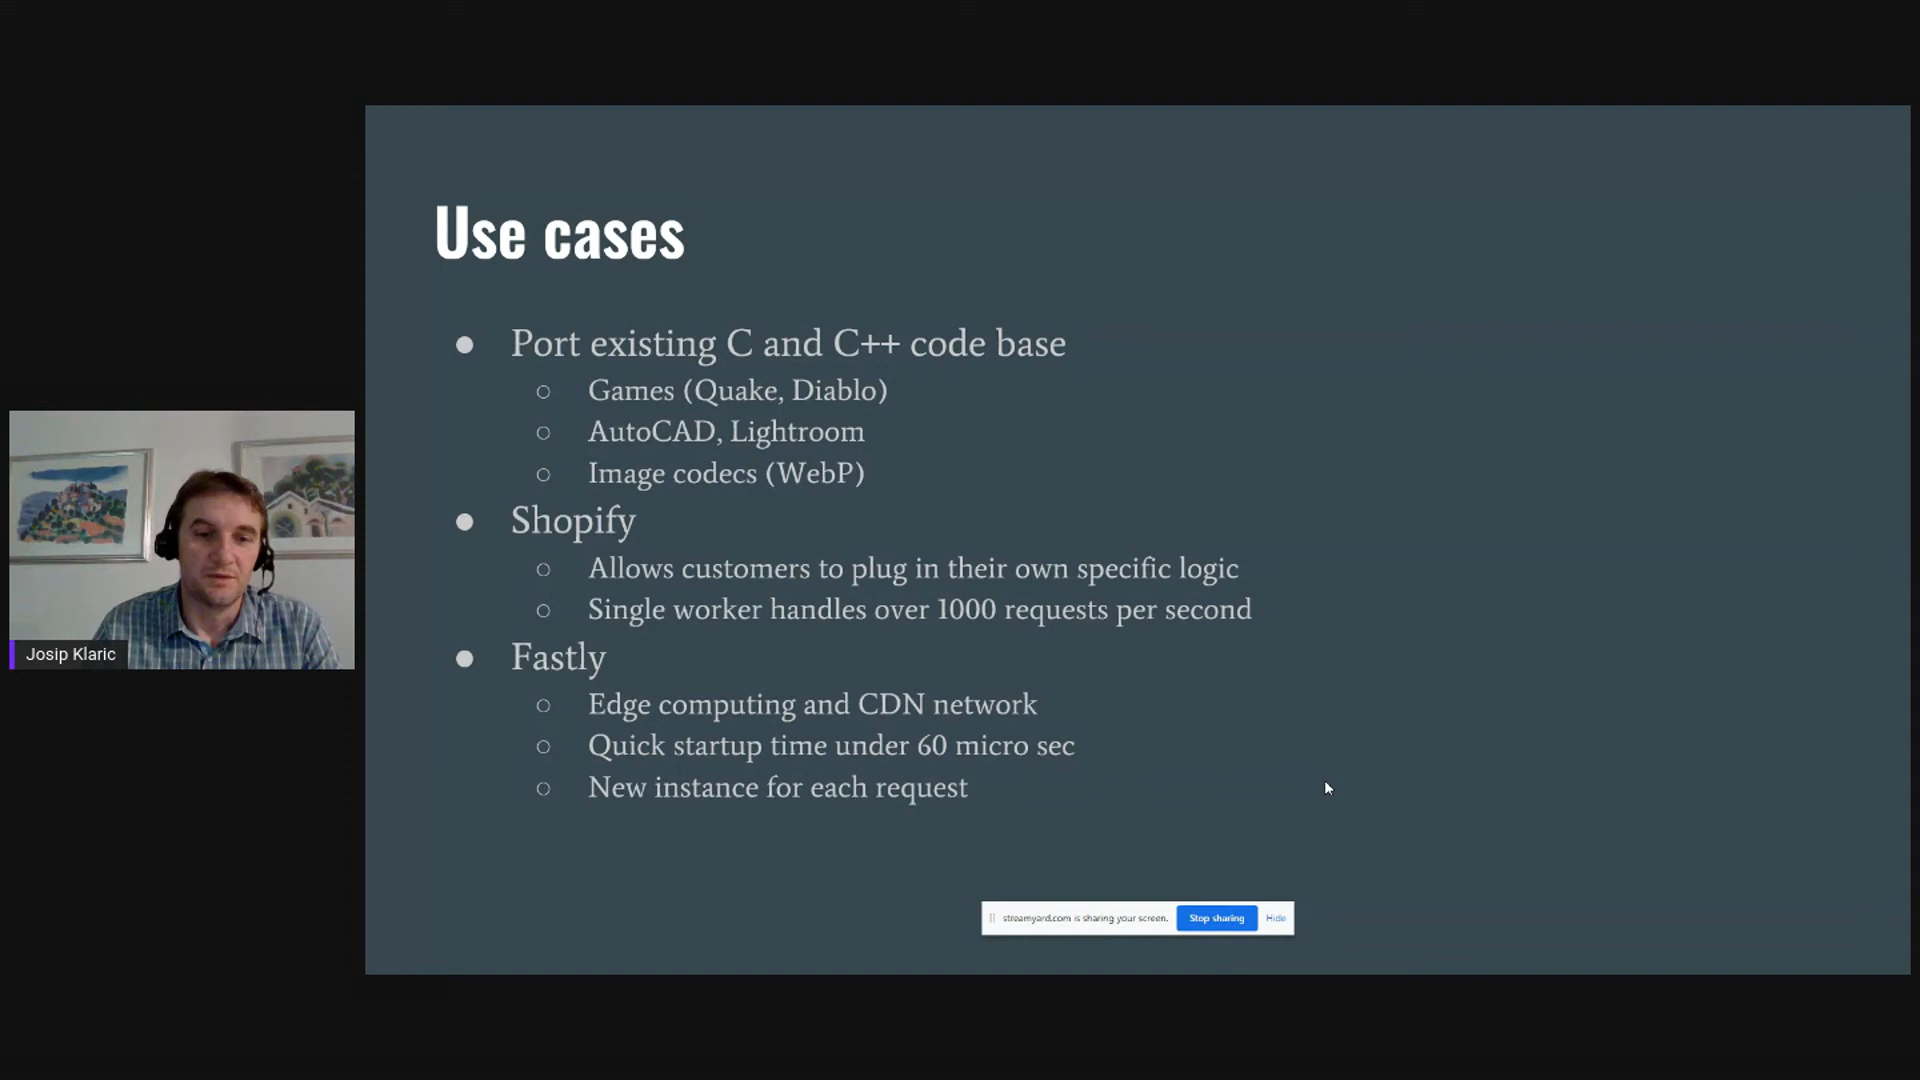 Use cases
● Port existing C and C++ code base
○ Games (Quake, Diablo)
○ AutoCAD, Lightroom
○ Image codecs (WebP)
● Shopify
○ Allows customers to plug in their own specific logic
○ Single worker handles over 1000 requests per second
● Fastly
○ Edge computing and CDN network
○ Quick startup time under 60 micro sec
○ New instance for each request
Josip Klaric
streamyard.com is sharing your screen. Stop sharing Hide